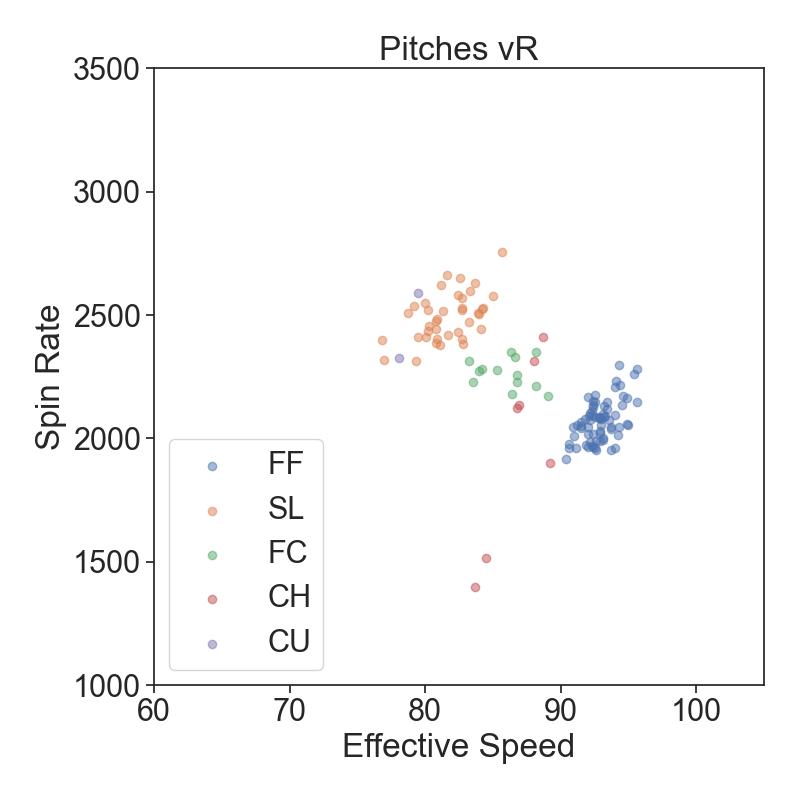 Pitches vR
3500
3000
2500
2000
1500
1000
Spin Rate
FF
SL
FC
CH
CU
60 70 80 90 100
Effective Speed